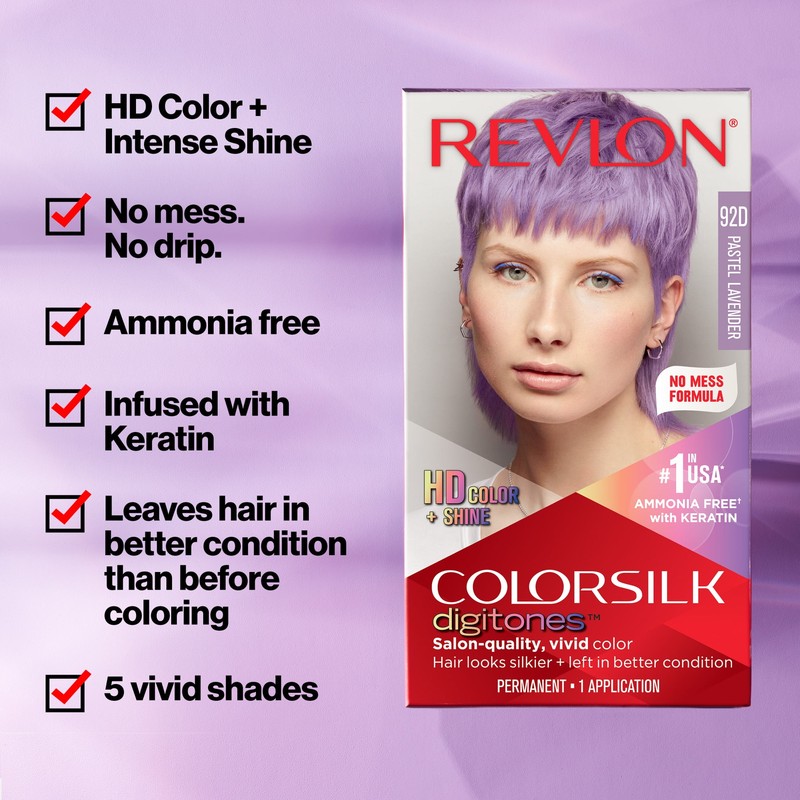 HD Color +
Intense Shine
No mess.
No drip.
Ammonia free
Infused with
Keratin
Leaves hair in
better condition
than before
coloring
5 vivid shades
REVLON®
92D
PASTEL LAVENDER
NO MESS
FORMULA
#1 IN USA*
AMMONIA FREE†
with KERATIN
HD COLOR
+ SHINE
COLORSILK
digitones™
Salon-quality, vivid color
Hair looks silkier + left in better condition
PERMANENT • 1 APPLICATION